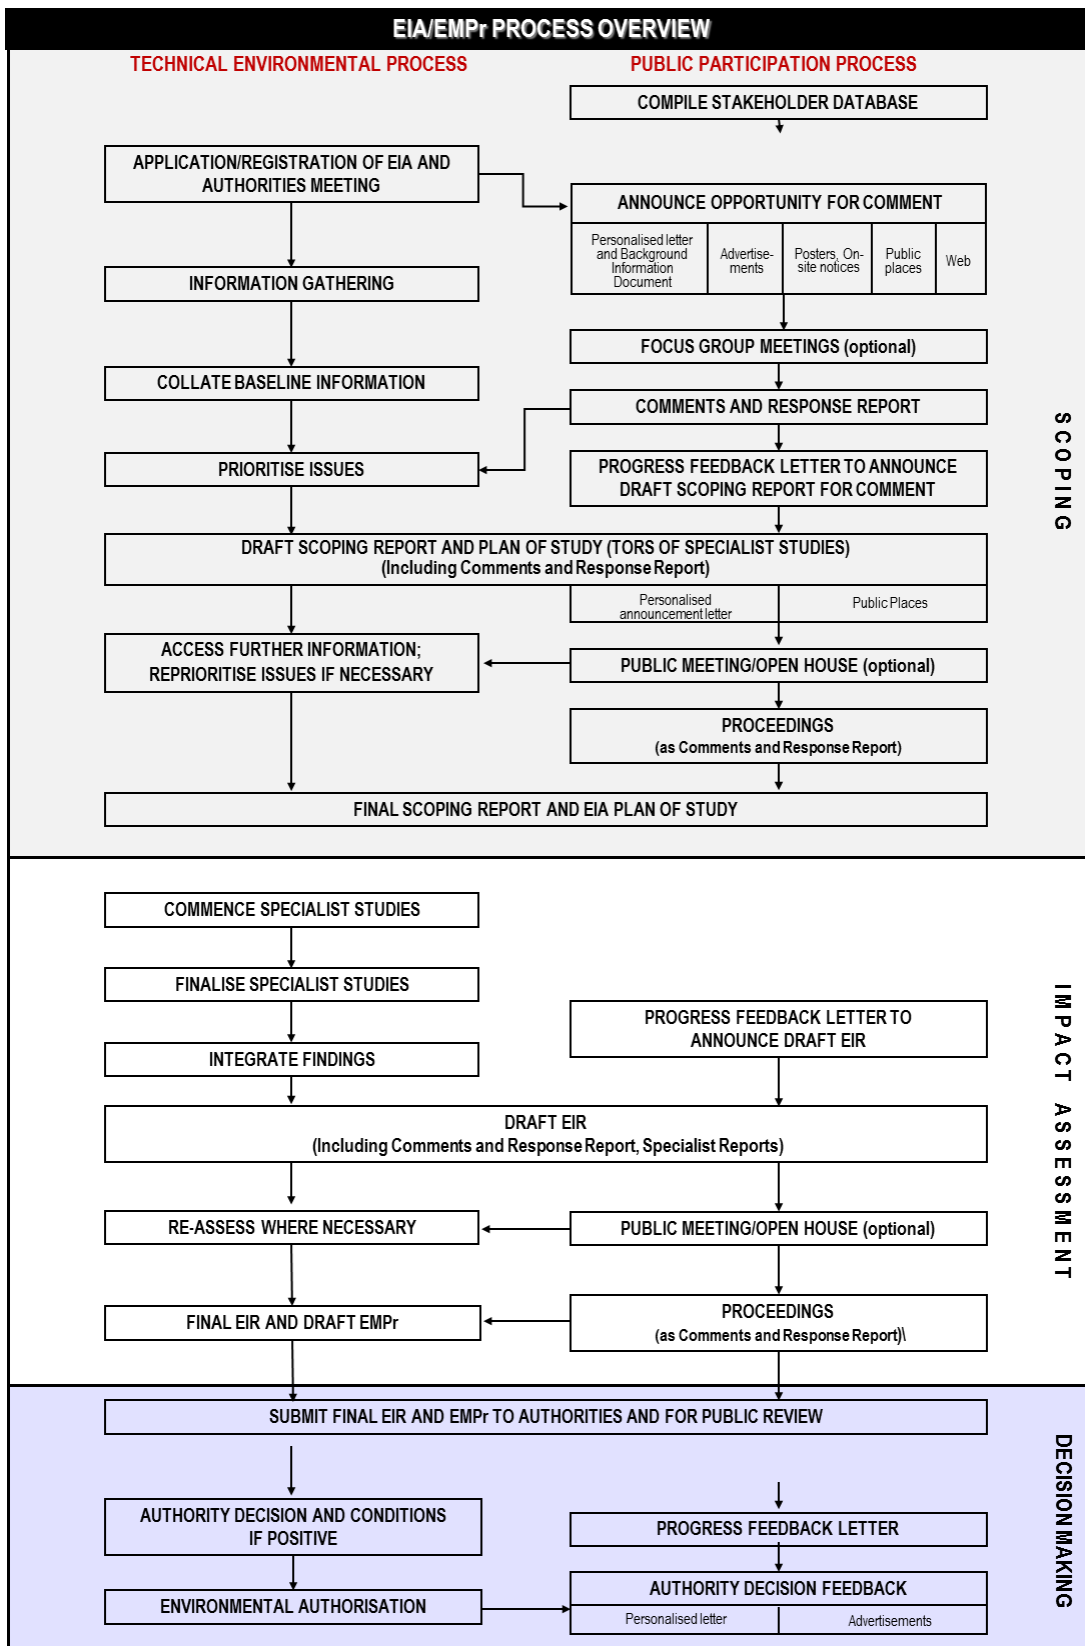 EIA/EMPr PROCESS OVERVIEW
TECHNICAL ENVIRONMENTAL PROCESS
PUBLIC PARTICIPATION PROCESS
COMPILE STAKEHOLDER DATABASE
APPLICATION/REGISTRATION OF EIA AND
AUTHORITIES MEETING
ANNOUNCE OPPORTUNITY FOR COMMENT
Personalised letter
and Background
Information
Document
Advertise-
ments
Posters, On-
site notices
Public
places
Web
INFORMATION GATHERING
FOCUS GROUP MEETINGS (optional)
COLLATE BASELINE INFORMATION
COMMENTS AND RESPONSE REPORT
PRIORITISE ISSUES
PROGRESS FEEDBACK LETTER TO ANNOUNCE
DRAFT SCOPING REPORT FOR COMMENT
DRAFT SCOPING REPORT AND PLAN OF STUDY (TORS OF SPECIALIST STUDIES)
(Including Comments and Response Report)
Personalised
announcement letter
Public Places
ACCESS FURTHER INFORMATION;
REPRIORITISE ISSUES IF NECESSARY
PUBLIC MEETING/OPEN HOUSE (optional)
PROCEEDINGS
(as Comments and Response Report)
FINAL SCOPING REPORT AND EIA PLAN OF STUDY
SCOPING
COMMENCE SPECIALIST STUDIES
FINALISE SPECIALIST STUDIES
PROGRESS FEEDBACK LETTER TO
ANNOUNCE DRAFT EIR
INTEGRATE FINDINGS
DRAFT EIR
(Including Comments and Response Report, Specialist Reports)
RE-ASSESS WHERE NECESSARY
PUBLIC MEETING/OPEN HOUSE (optional)
FINAL EIR AND DRAFT EMPr
PROCEEDINGS
(as Comments and Response Report)\
IMPACT ASSESSMENT
SUBMIT FINAL EIR AND EMPr TO AUTHORITIES AND FOR PUBLIC REVIEW
AUTHORITY DECISION AND CONDITIONS
IF POSITIVE
PROGRESS FEEDBACK LETTER
ENVIRONMENTAL AUTHORISATION
AUTHORITY DECISION FEEDBACK
Personalised letter
Advertisements
DECISION MAKING